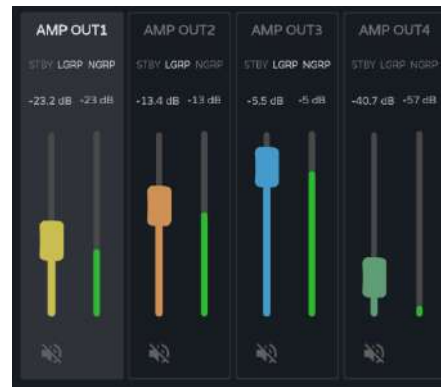 AMP OUT1
STBY LGRP NGRP
-23.2 dB -23 dB
AMP OUT2
STBY LGRP NGRP
-13.4 dB -13 dB
AMP OUT3
STBY LGRP NGRP
-5.5 dB -5 dB
AMP OUT4
STBY LGRP NGRP
-40.7 dB -57 dB